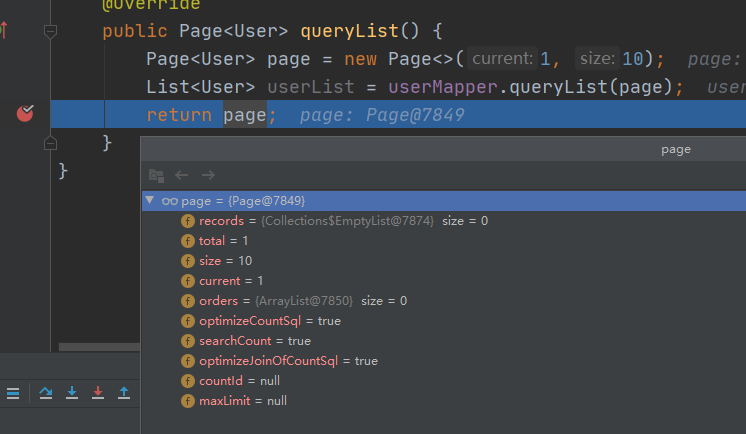 @Override
public Page<User> queryList() {
Page<User> page = new Page<>( current: 1, size: 10); page:
List<User> userList = userMapper.queryList(page); user
return page; page: Page@7849
}
}
page
page = {Page@7849}
records = {Collections$EmptyList@7874} size = 0
total = 1
size = 10
current = 1
orders = {ArrayList@7850} size = 0
optimizeCountSql = true
searchCount = true
optimizeJoinOfCountSql = true
countId = null
maxLimit = null